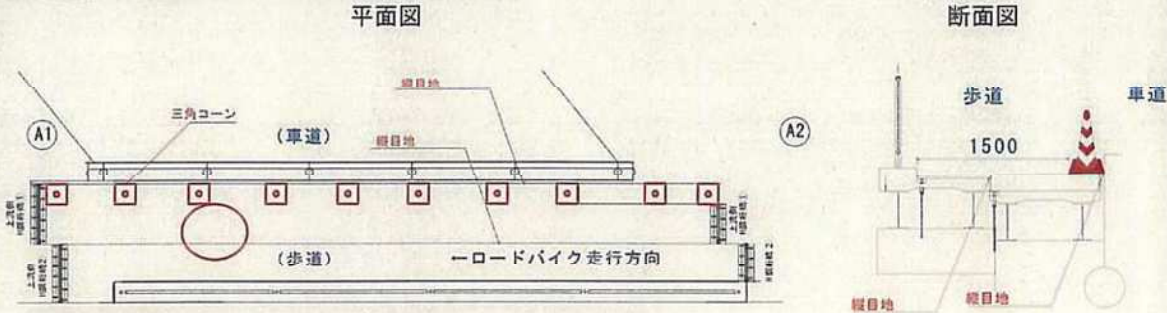 平面図
断面図
縦目地
三角コーン
歩道
車道
A1
(車道)
縦目地
A2
1500
(歩道)
←ロードバイク走行方向
縦目地
縦目地